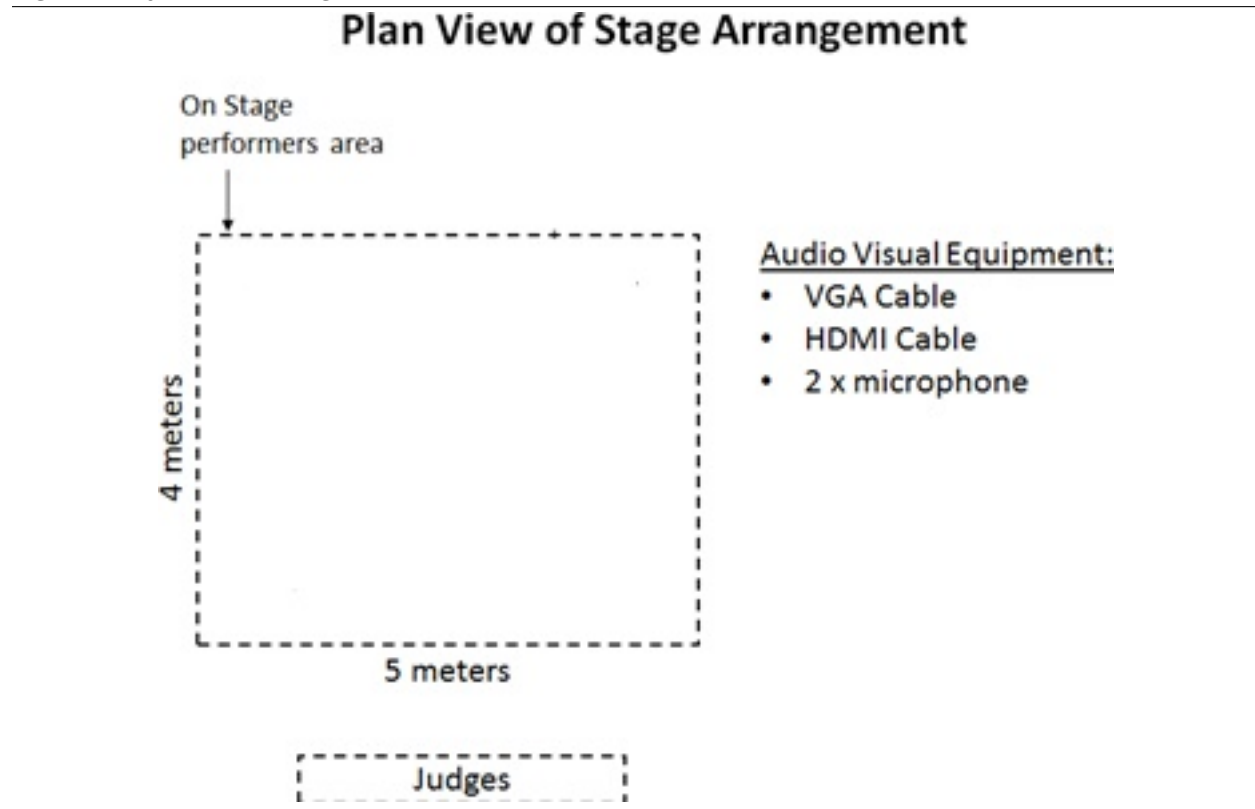 Plan View of Stage Arrangement
On Stage
performers area
Audio Visual Equipment:
• VGA Cable
• HDMI Cable
• 2 x microphone
4 meters
5 meters
Judges